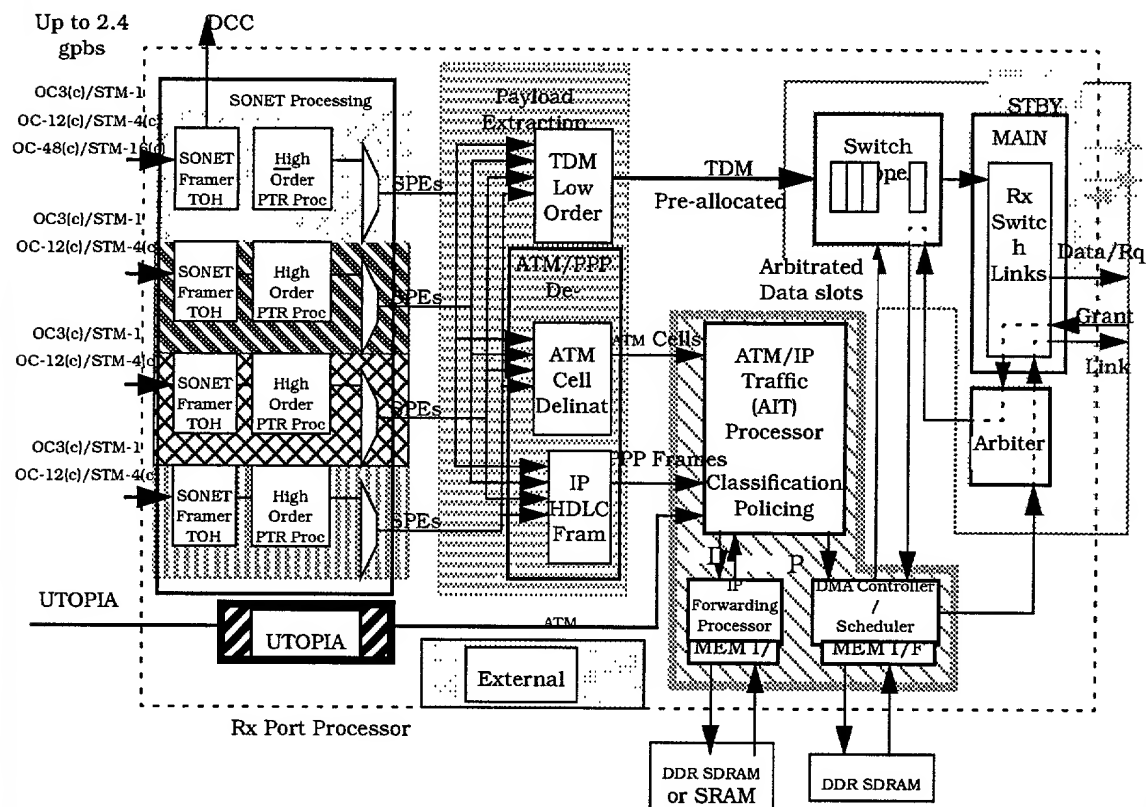 Up to 2.4
gpbs
DCC
OC3(c)/STM-1
OC-12(c)/STM-4(c
OC-48(c)/STM-16(c)
SONET Processing
SONET
Framer
TOH
High
Order
PTR Proc
SPEs
OC3(c)/STM-1
OC-12(c)/STM-4(c
SONET
Framer
TOH
High
Order
PTR Proc
SPEs
OC3(c)/STM-1
OC-12(c)/STM-4(c
SONET
Framer
TOH
High
Order
PTR Proc
SPEs
OC3(c)/STM-1
OC-12(c)/STM-4(c
SONET
Framer
TOH
High
Order
PTR Proc
SPEs
UTOPIA
UTOPIA
ATM
External
Rx Port Processor
Payload
Extraction
TDM
Low
Order
ATM/PPP
De-
ATM
Cell
Delinat
IP
HDLC
Fram
TDM
Pre-allocated
ATM Cells
PP Frames
ATM/IP
Traffic
(AIT)
Processor
Classification
Policing
P
IP
Forwarding
Processor
MEM I/
DMA Controller
/
Scheduler
MEM I/F
DDR SDRAM
or SRAM
DDR SDRAM
Switch
ope
Arbitrated
Data slots
STBY
MAIN
Rx
Switc
h
Links
Data/Rq
Grant
Link
Arbiter